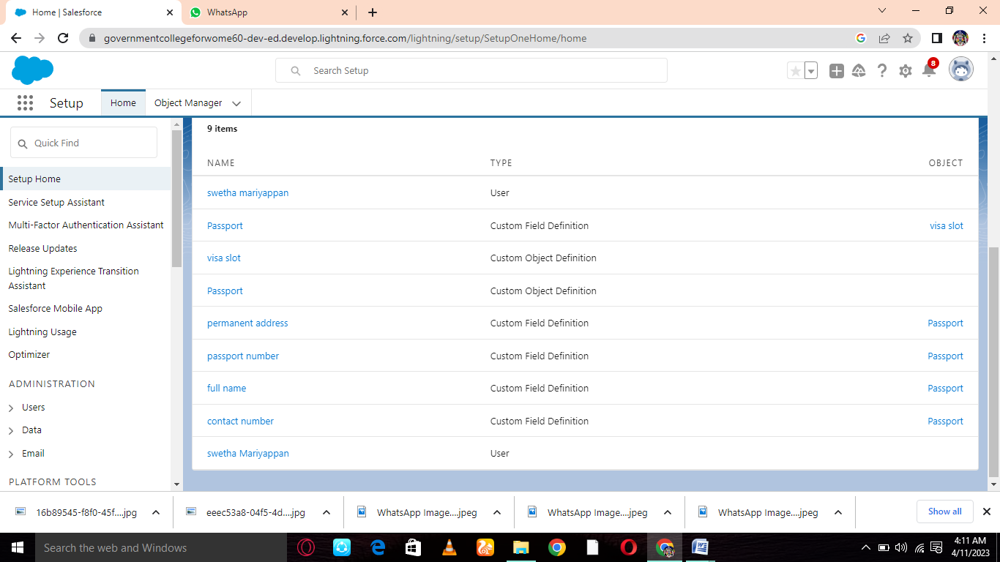 Home | Salesforce
WhatsApp
governmentcollegeforwome60-dev-ed.develop.lightning.force.com/lightning/setup/SetupOneHome/home
Search Setup
8
Setup
Home
Object Manager
Quick Find
Setup Home
Service Setup Assistant
Multi-Factor Authentication Assistant
Release Updates
Lightning Experience Transition
Assistant
Salesforce Mobile App
Lightning Usage
Optimizer
ADMINISTRATION
Users
Data
Email
PLATFORM TOOLS
9 items
NAME TYPE OBJECT
swetha mariyappan User
Passport Custom Field Definition visa slot
visa slot Custom Object Definition
Passport Custom Object Definition
permanent address Custom Field Definition Passport
passport number Custom Field Definition Passport
full name Custom Field Definition Passport
contact number Custom Field Definition Passport
swetha Mariyappan User
16b89545-f8f0-45f....jpg
eeec53a8-04f5-4d....jpg
WhatsApp Image....jpeg
WhatsApp Image....jpeg
WhatsApp Image....jpeg
Show all
Search the web and Windows
4:11 AM
4/11/2023